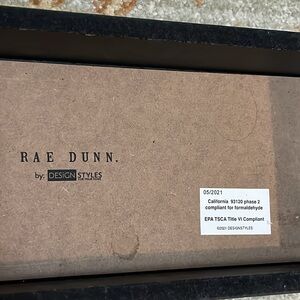 RAE DUNN.
by: DESIGN STYLES
05/2021
California 93120 phase 2
compliant for formaldehyde
EPA TSCA Title VI Compliant
©2021 DESIGNSTYLES